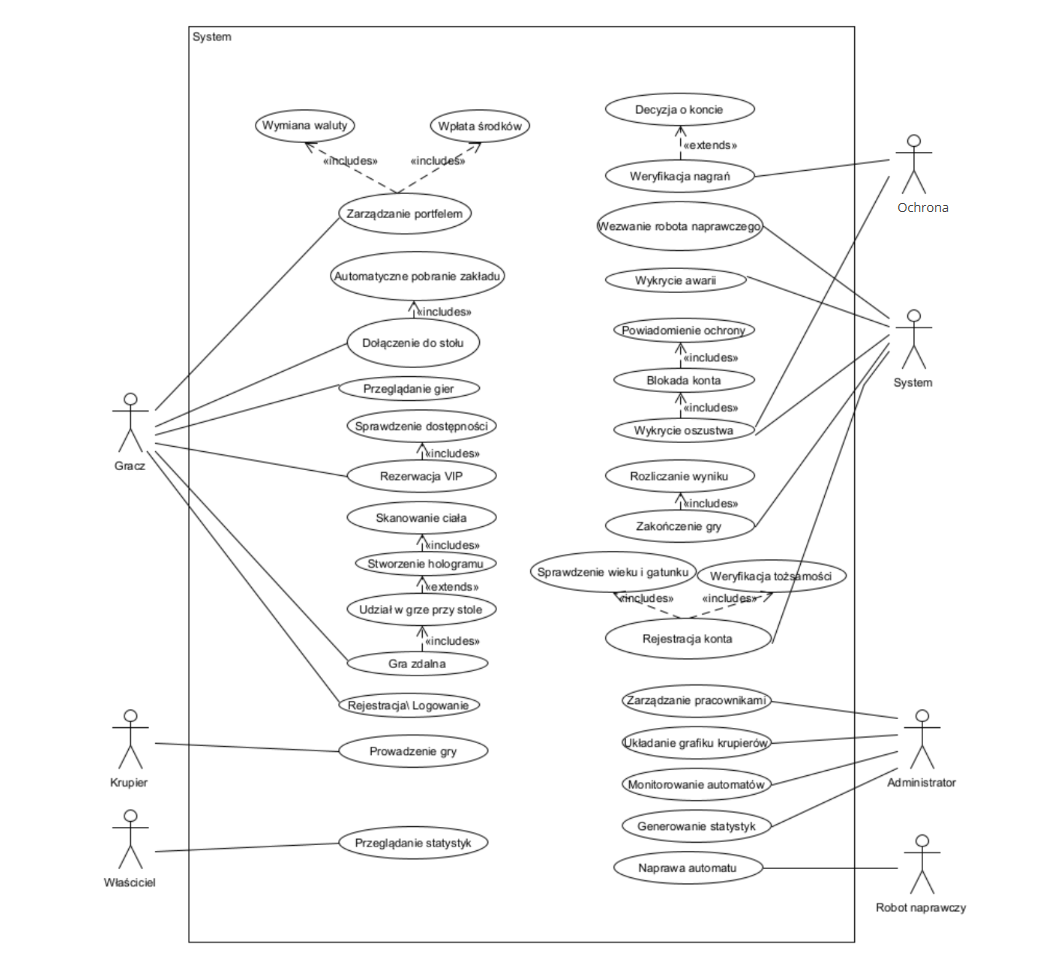 System
Wymiana waluty
Wpłata środków
«includes»
«includes»
Zarządzanie portfelem
Automatyczne pobranie zakładu
«includes»
Dołączenie do stołu
Przeglądanie gier
Sprawdzenie dostępności
«includes»
Rezerwacja VIP
Skanowanie ciała
«includes»
Stworzenie hologramu
«extends»
Udział w grze przy stole
«includes»
Gra zdalna
Rejestracja\ Logowanie
Prowadzenie gry
Przeglądanie statystyk
Gracz
Krupier
Właściciel
Decyzja o koncie
«extends»
Weryfikacja nagrań
Wezwanie robota naprawczego
Wykrycie awarii
Powiadomienie ochrony
«includes»
Blokada konta
«includes»
Wykrycie oszustwa
Rozliczanie wyniku
«includes»
Zakończenie gry
Sprawdzenie wieku i gatunku
Weryfikacja tożsamości
«includes»
«includes»
Rejestracja konta
Zarządzanie pracownikami
Układanie grafiku krupierów
Monitorowanie automatów
Generowanie statystyk
Naprawa automatu
Ochrona
System
Administrator
Robot naprawczy